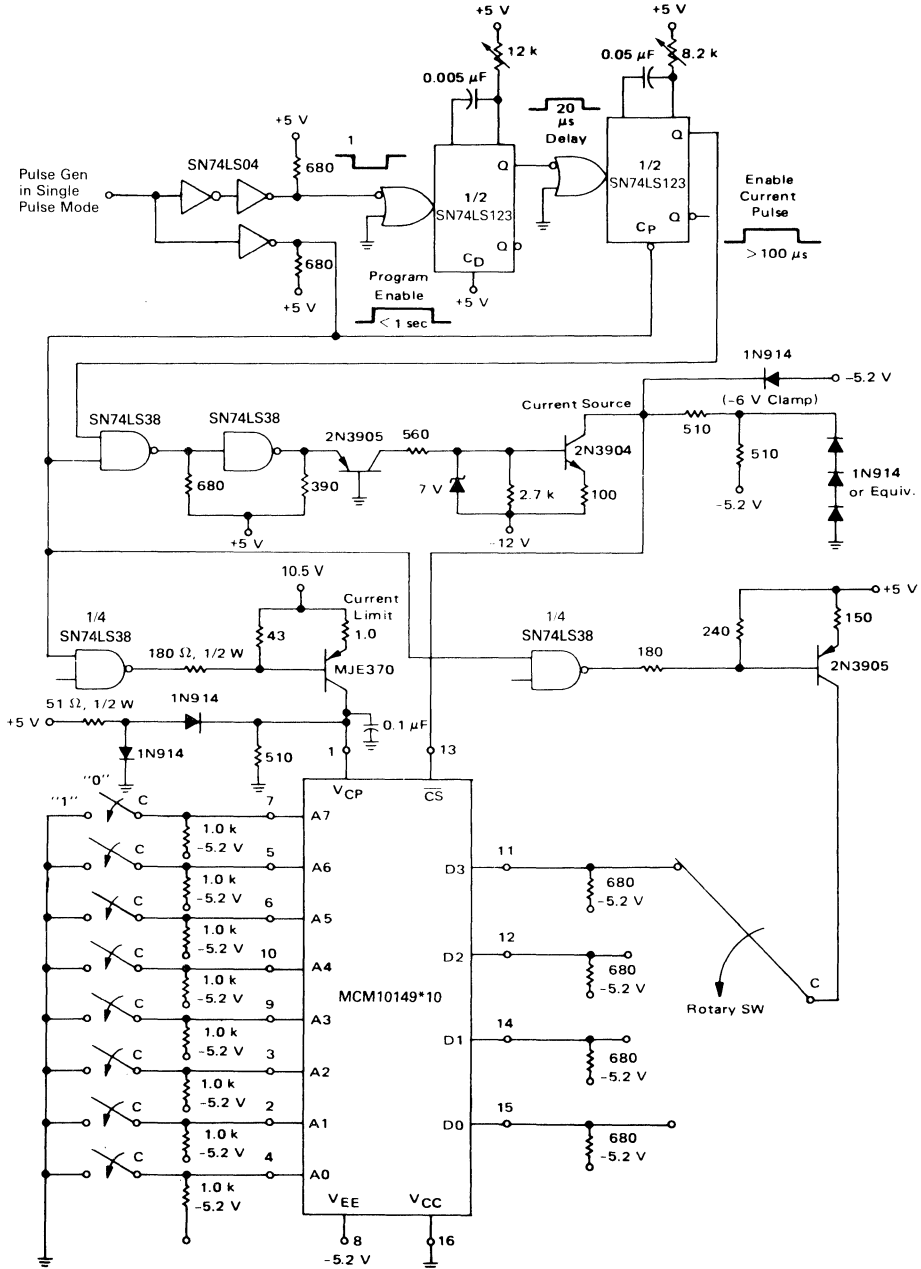 +5 V
+5 V
12 k
8.2 k
0.005 µF
0.05 µF
+5 V
680
1
20
µs
Delay
SN74LS04
Pulse Gen
in Single
Pulse Mode
Q
1/2
SN74LS123
Q
CD
+5 V
Q
1/2
SN74LS123
Q
CP
Enable
Current
Pulse
> 100 µs
680
+5 V
Program
Enable
< 1 sec
1N914
-5.2 V
(-6 V Clamp)
SN74LS38
SN74LS38
2N3905
560
Current Source
2N3904
510
510
-5.2 V
1N914
or Equiv.
680
390
+5 V
7 V
2.7 k
100
-12 V
10.5 V
Current
Limit
1.0
43
1/4
SN74LS38
180 Ω, 1/2 W
MJE370
1/4
SN74LS38
180
240
+5 V
150
2N3905
51 Ω, 1/2 W
+5 V
1N914
1N914
510
0.1 µF
1
13
VCP
CS
"1"
"0"
C
7
A7
1.0 k
-5.2 V
C
5
A6
1.0 k
-5.2 V
C
6
A5
1.0 k
-5.2 V
C
10
A4
1.0 k
-5.2 V
C
9
A3
1.0 k
-5.2 V
C
3
A2
1.0 k
-5.2 V
C
2
A1
1.0 k
-5.2 V
C
4
A0
1.0 k
-5.2 V
MCM10149*10
D3
11
680
-5.2 V
D2
12
680
-5.2 V
D1
14
680
-5.2 V
D0
15
680
-5.2 V
Rotary SW
C
VEE
VCC
8
-5.2 V
16